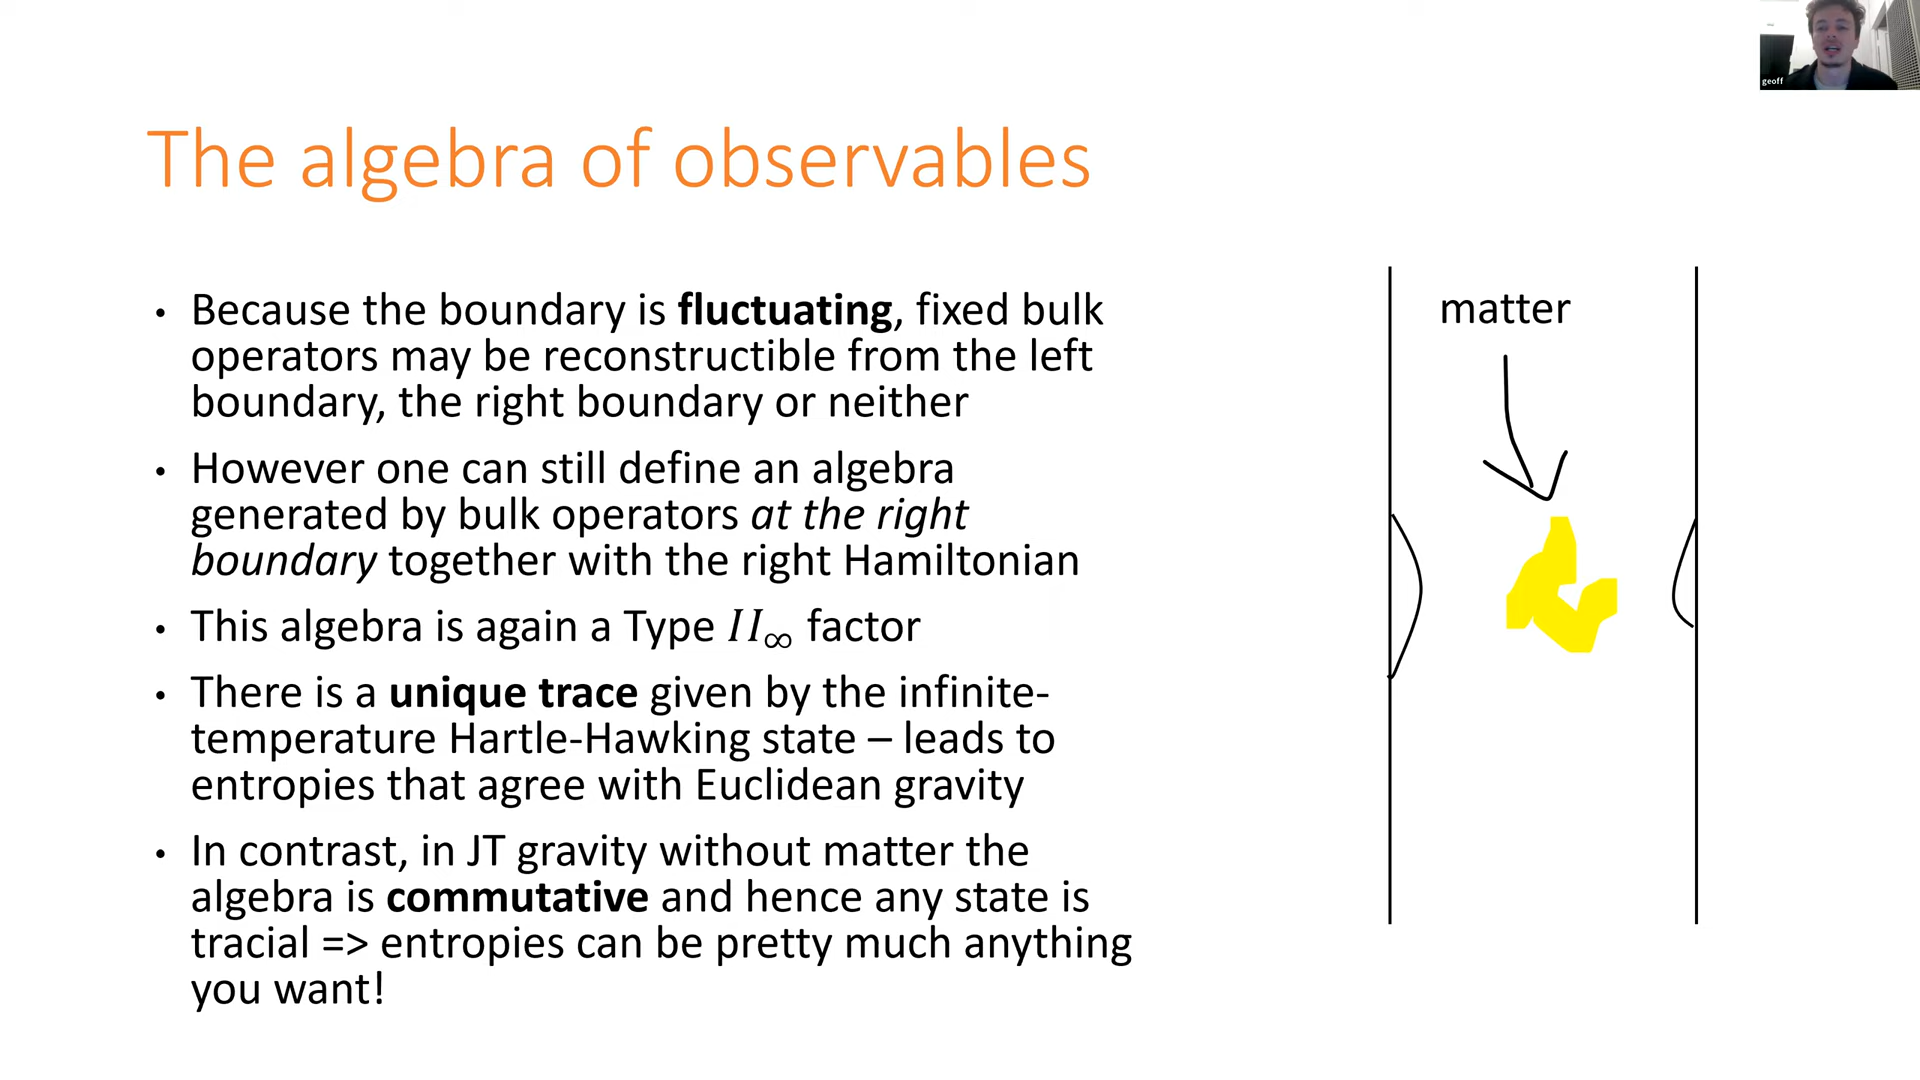 geoff
The algebra of observables
• Because the boundary is fluctuating, fixed bulk
operators may be reconstructible from the left
boundary, the right boundary or neither
• However one can still define an algebra
generated by bulk operators at the right
boundary together with the right Hamiltonian
• This algebra is again a Type II∞ factor
• There is a unique trace given by the infinite-
temperature Hartle-Hawking state – leads to
entropies that agree with Euclidean gravity
• In contrast, in JT gravity without matter the
algebra is commutative and hence any state is
tracial => entropies can be pretty much anything
you want!
matter